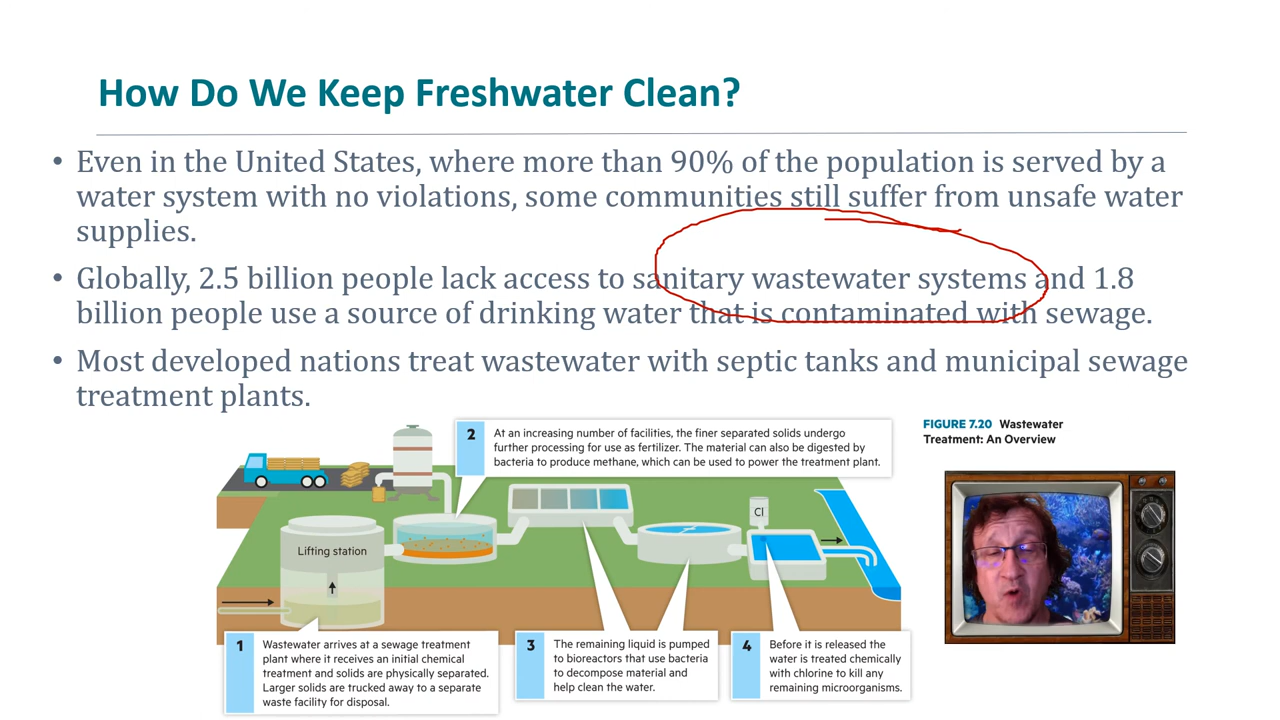 How Do We Keep Freshwater Clean?
• Even in the United States, where more than 90% of the population is served by a
water system with no violations, some communities still suffer from unsafe water
supplies.
• Globally, 2.5 billion people lack access to sanitary wastewater systems and 1.8
billion people use a source of drinking water that is contaminated with sewage.
• Most developed nations treat wastewater with septic tanks and municipal sewage
treatment plants.
2 At an increasing number of facilities, the finer separated solids undergo
further processing for use as fertilizer. The material can also be digested by
bacteria to produce methane, which can be used to power the treatment plant.
FIGURE 7.20 Wastewater
Treatment: An Overview
Cl
Lifting station
1 Wastewater arrives at a sewage treatment
plant where it receives an initial chemical
treatment and solids are physically separated.
Larger solids are trucked away to a separate
waste facility for disposal.
3 The remaining liquid is pumped
to bioreactors that use bacteria
to decompose material and
help clean the water.
4 Before it is released the
water is treated chemically
with chlorine to kill any
remaining microorganisms.